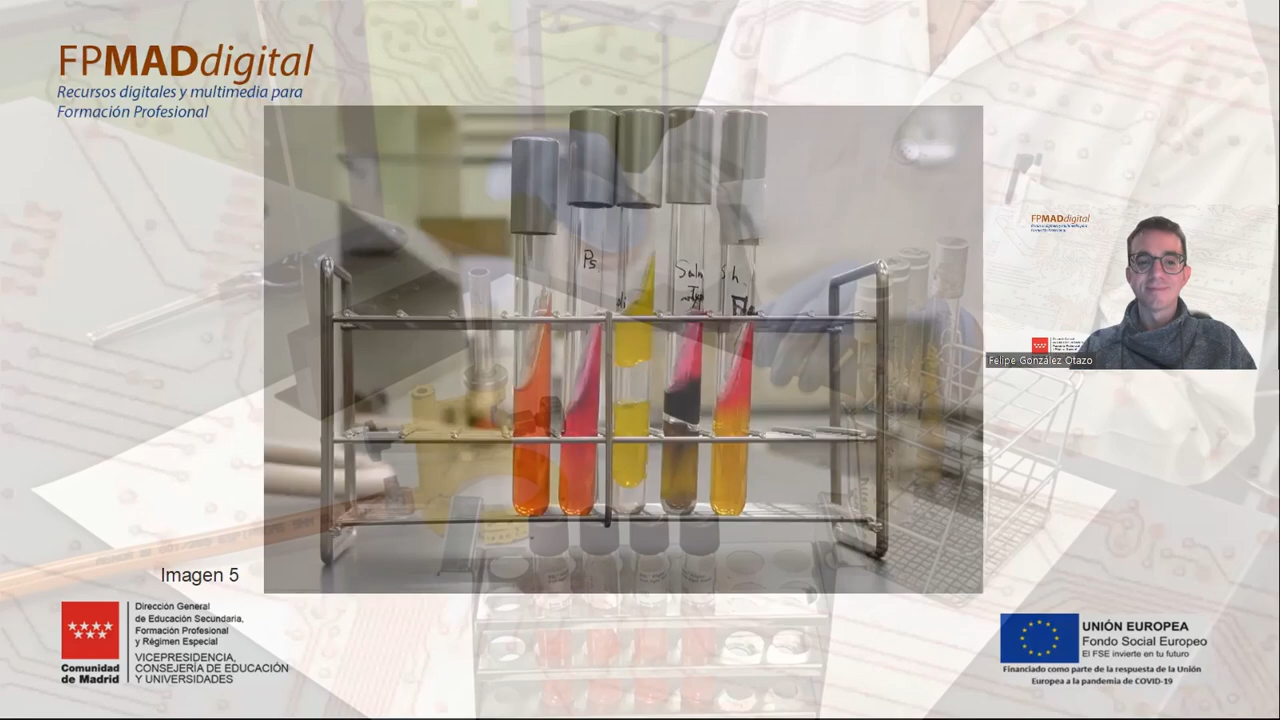 FPMADdigital
Recursos digitales y multimedia para
Formación Profesional
Ps
FPMADdigital
Felipe González Otazo
Imagen 5
Comunidad
de Madrid
Dirección General
de Educación Secundaria,
Formación Profesional
y Régimen Especial
VICEPRESIDENCIA,
CONSEJERÍA DE EDUCACIÓN
Y UNIVERSIDADES
UNIÓN EUROPEA
Fondo Social Europeo
El FSE invierte en tu futuro
Financiado como parte de la respuesta de la Unión
Europea a la pandemia de COVID-19